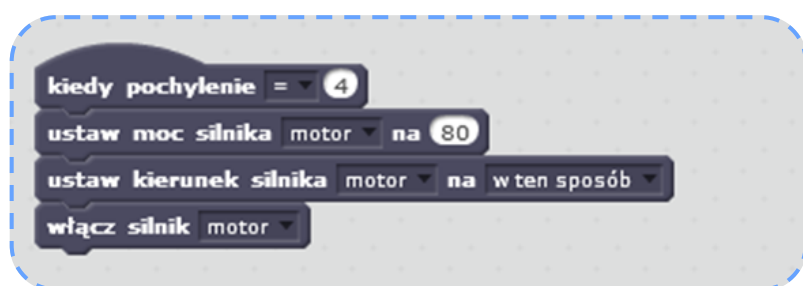 kiedy pochylenie = 4
ustaw moc silnika motor na 80
ustaw kierunek silnika motor na w ten sposób
włącz silnik motor